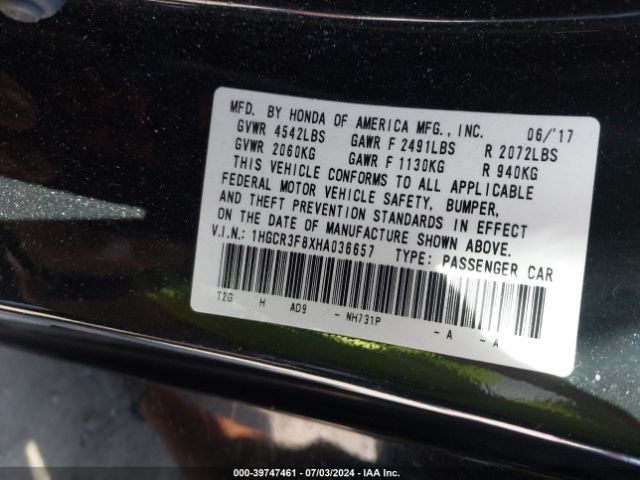 MFD. BY HONDA OF AMERICA MFG., INC. 06/'17
GVWR 4542LBS GAWR F 2491LBS R 2072LBS
GVWR 2060KG GAWR F 1130KG R 940KG
THIS VEHICLE CONFORMS TO ALL APPLICABLE
FEDERAL MOTOR VEHICLE SAFETY, BUMPER,
AND THEFT PREVENTION STANDARDS IN EFFECT
ON THE DATE OF MANUFACTURE SHOWN ABOVE.
V.I.N.: 1HGCR3F8XHA036657 TYPE: PASSENGER CAR
T2G H AD9 - NH731P - A - A
000-39747461 - 07/03/2024 - IAA Inc.